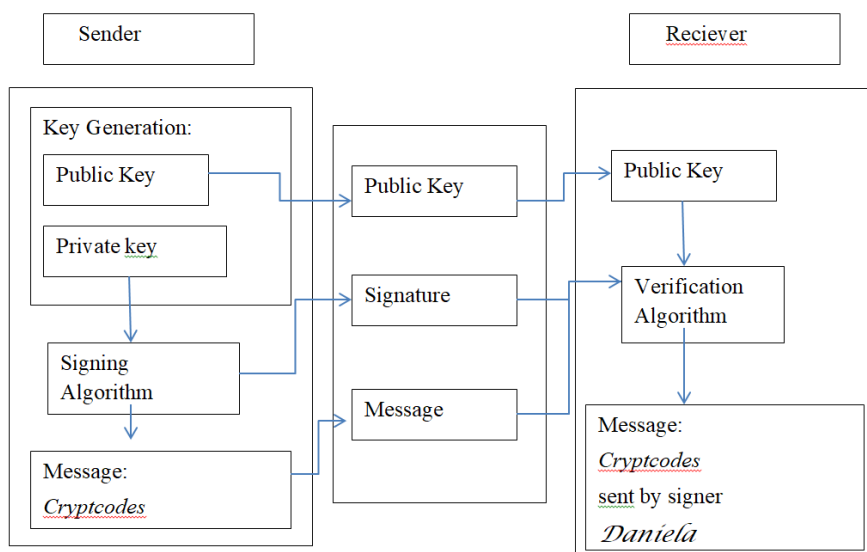 Sender
Reciever
Key Generation:
Public Key
Private key
Signing
Algorithm
Message:
Cryptcodes
Public Key
Signature
Message
Public Key
Verification
Algorithm
Message:
Cryptcodes
sent by signer
Daniela